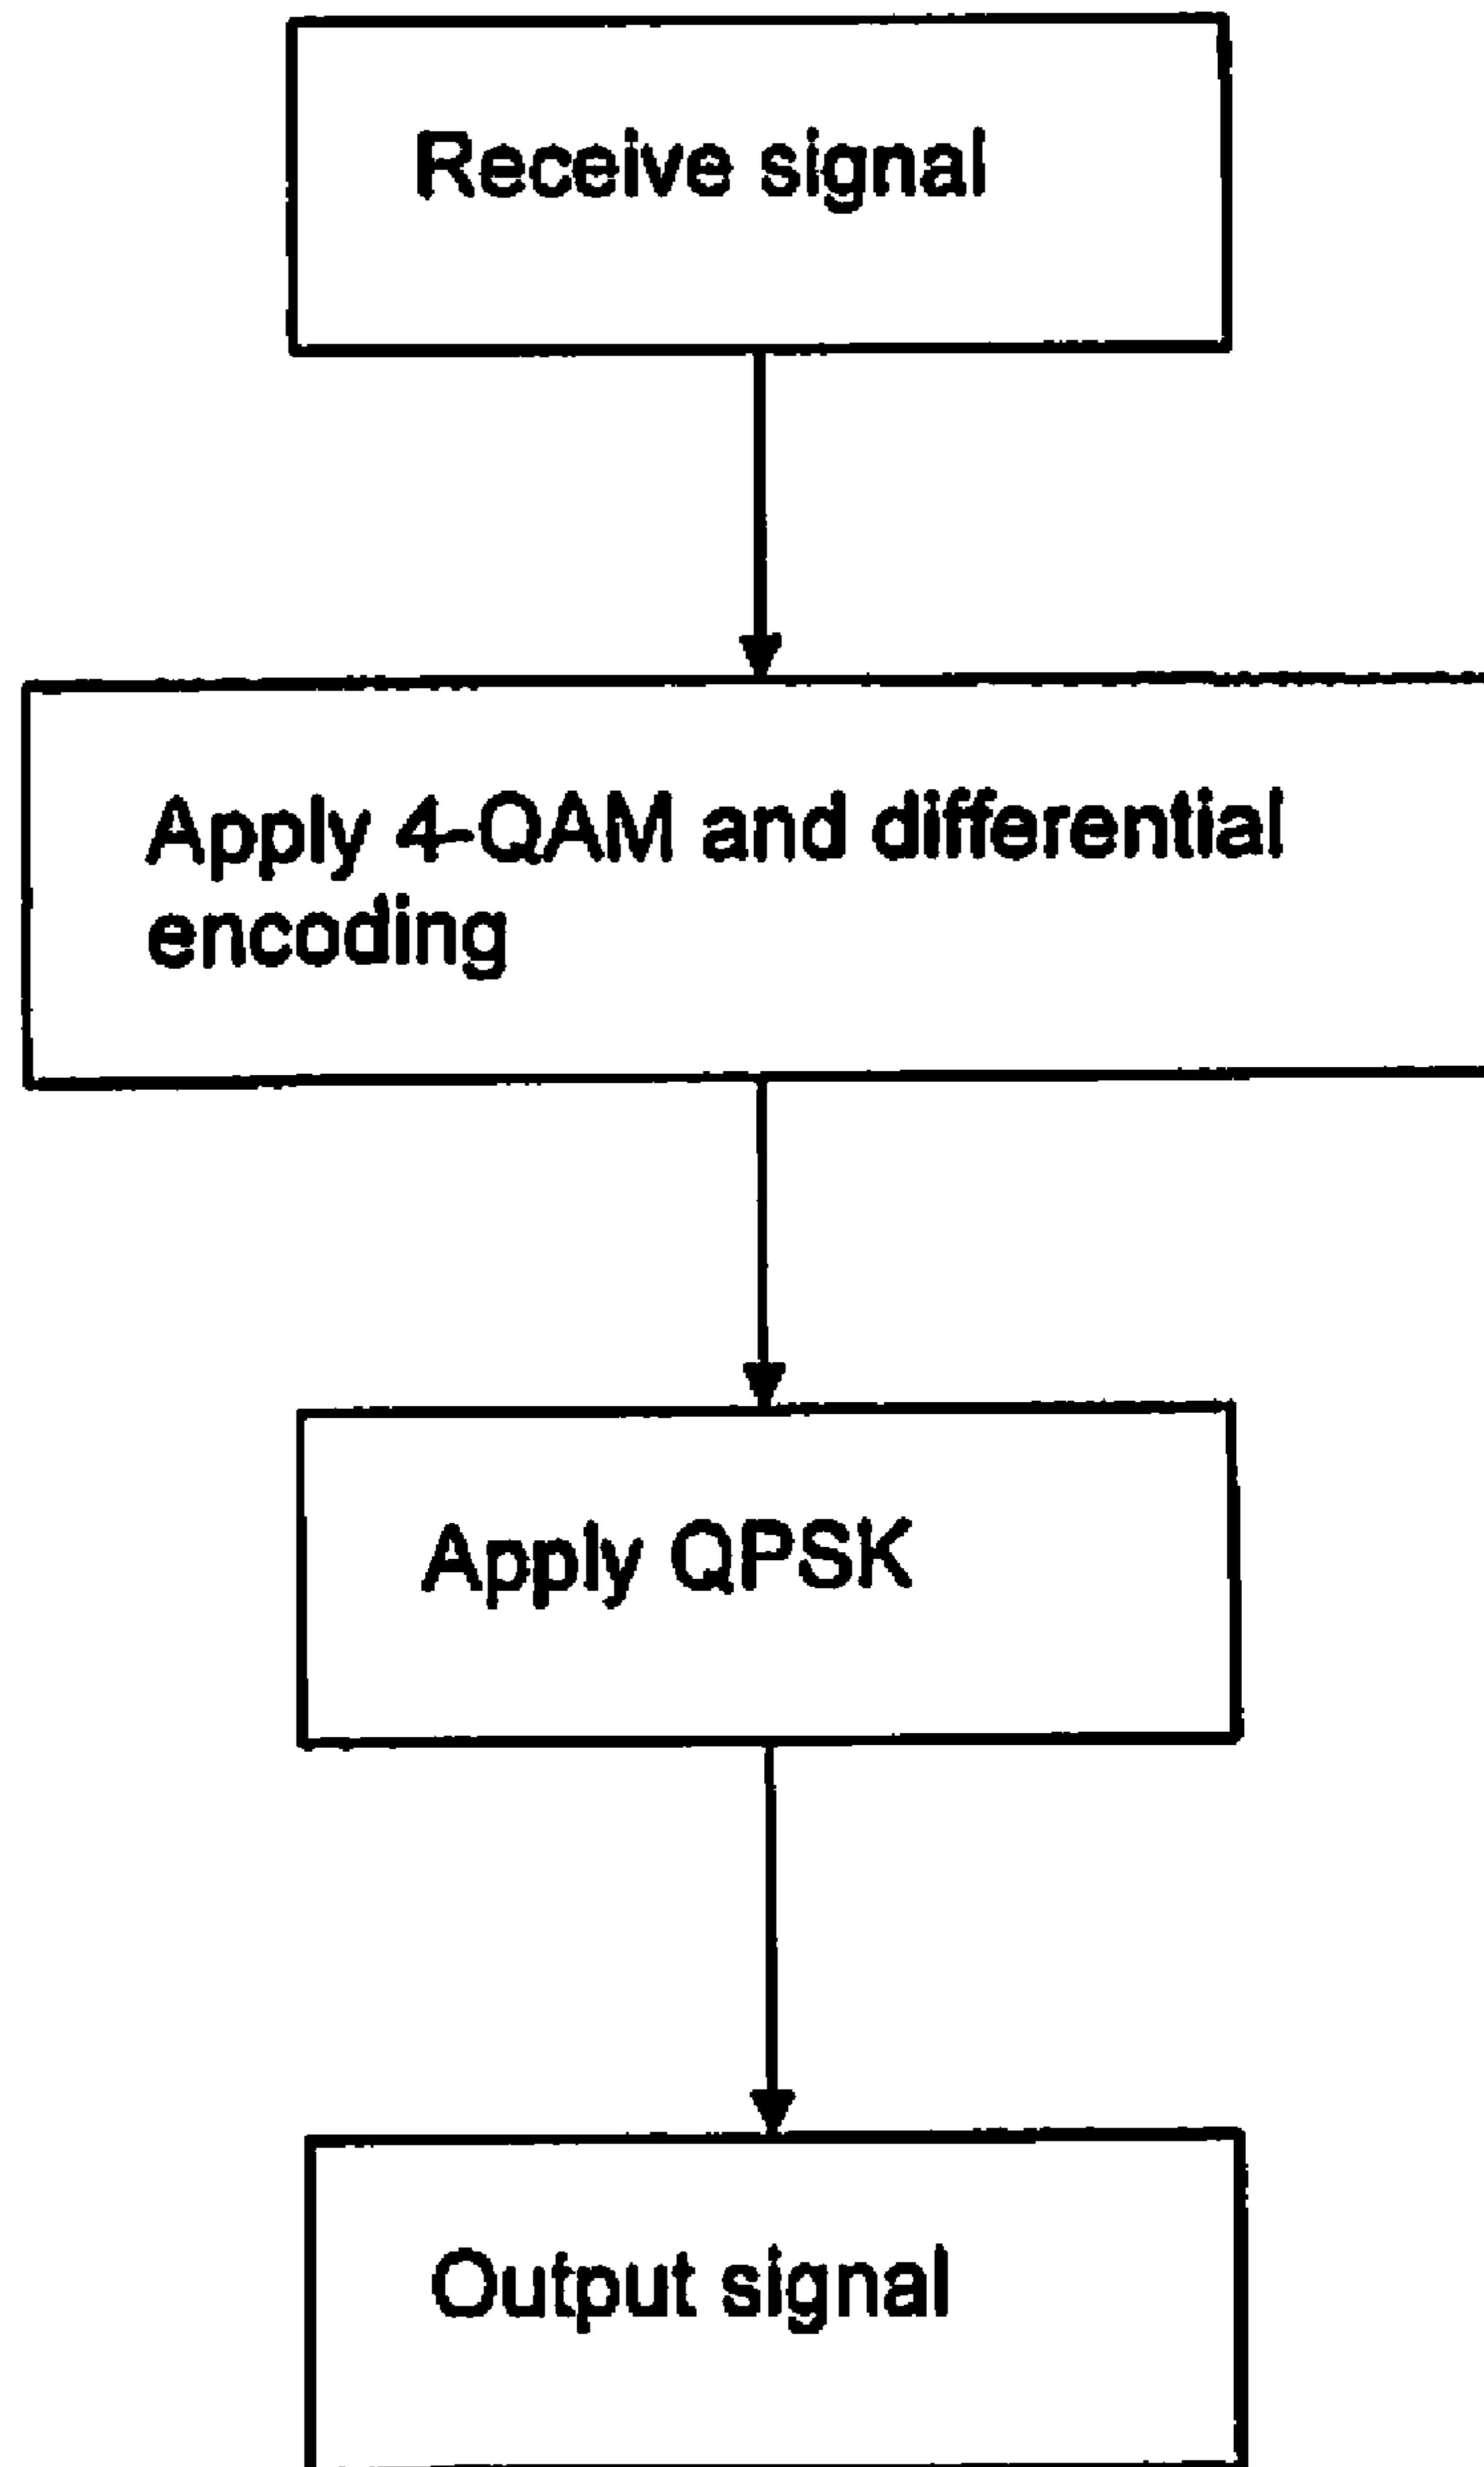 Receive signal
Apply 4-QAM and differential
encoding
Apply QPSK
Output signal